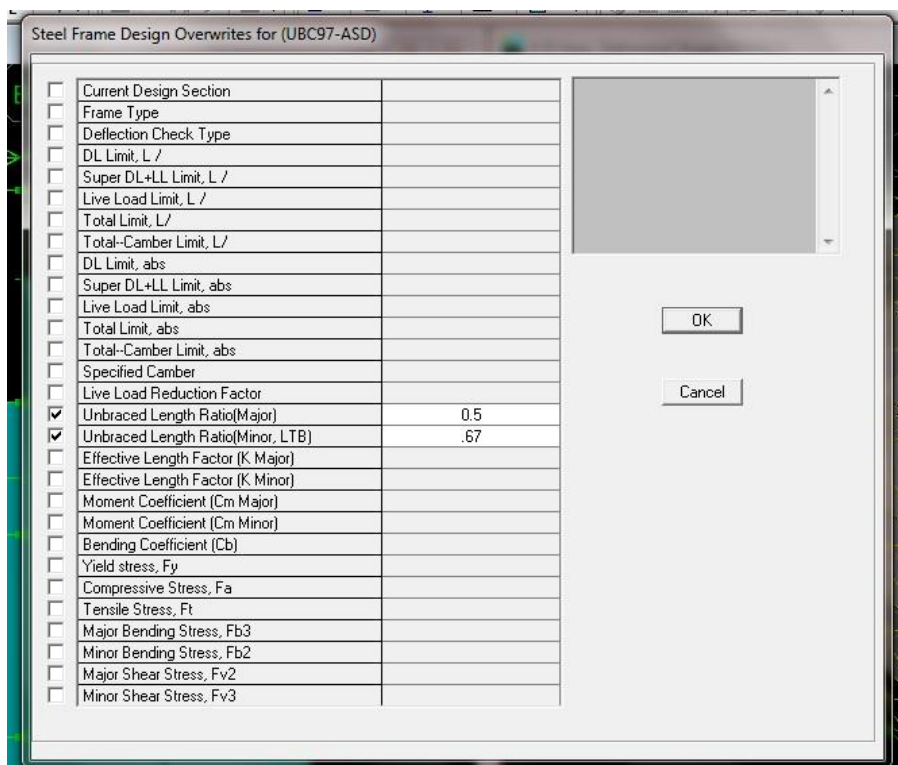 Steel Frame Design Overwrites for (UBC97-ASD)
Current Design Section
Frame Type
Deflection Check Type
DL Limit, L /
Super DL+LL Limit, L /
Live Load Limit, L /
Total Limit, L/
Total--Camber Limit, L/
DL Limit, abs
Super DL+LL Limit, abs
Live Load Limit, abs
Total Limit, abs
Total--Camber Limit, abs
Specified Camber
Live Load Reduction Factor
Unbraced Length Ratio(Major) 0.5
Unbraced Length Ratio(Minor, LTB) .67
Effective Length Factor (K Major)
Effective Length Factor (K Minor)
Moment Coefficient (Cm Major)
Moment Coefficient (Cm Minor)
Bending Coefficient (Cb)
Yield stress, Fy
Compressive Stress, Fa
Tensile Stress, Ft
Major Bending Stress, Fb3
Minor Bending Stress, Fb2
Major Shear Stress, Fv2
Minor Shear Stress, Fv3
OK
Cancel